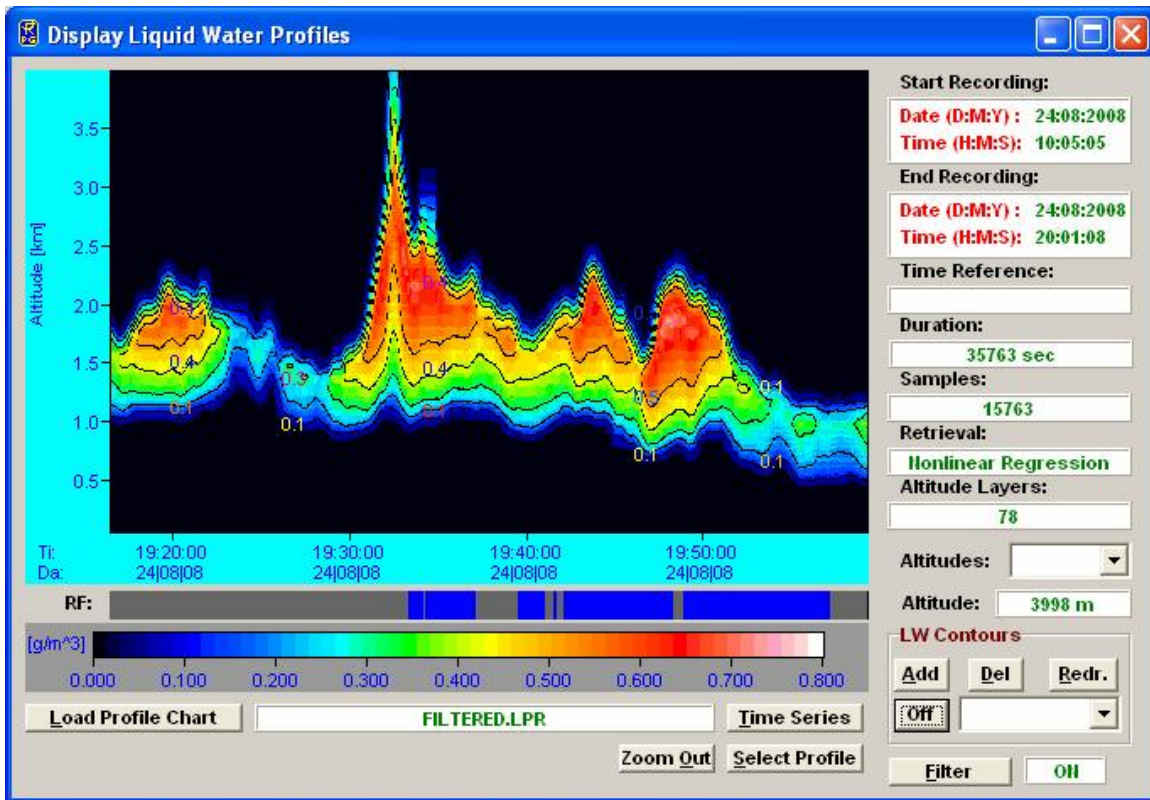 Display Liquid Water Profiles
Start Recording:
Date (D:M:Y) : 24:08:2008
Time (H:M:S): 10:05:05
End Recording:
Date (D:M:Y) : 24:08:2008
Time (H:M:S): 20:01:08
Time Reference:
Duration:
35763 sec
Samples:
15763
Retrieval:
Nonlinear Regression
Altitude Layers:
78
Altitudes:
Altitude: 3998 m
LW Contours
Add Del Redr.
Off
Filter ON
Altitude [km]
3.5
3.0
2.5
2.0
1.5
1.0
0.5
0.4
0.1
0.3
0.1
0.4
0.1
0.5
0.1
0.1
0.1
Ti: 19:20:00 19:30:00 19:40:00 19:50:00
Da: 24|08|08 24|08|08 24|08|08 24|08|08
RF:
[g/m^3]
0.000 0.100 0.200 0.300 0.400 0.500 0.600 0.700 0.800
Load Profile Chart FILTERED.LPR Time Series
Zoom Out Select Profile